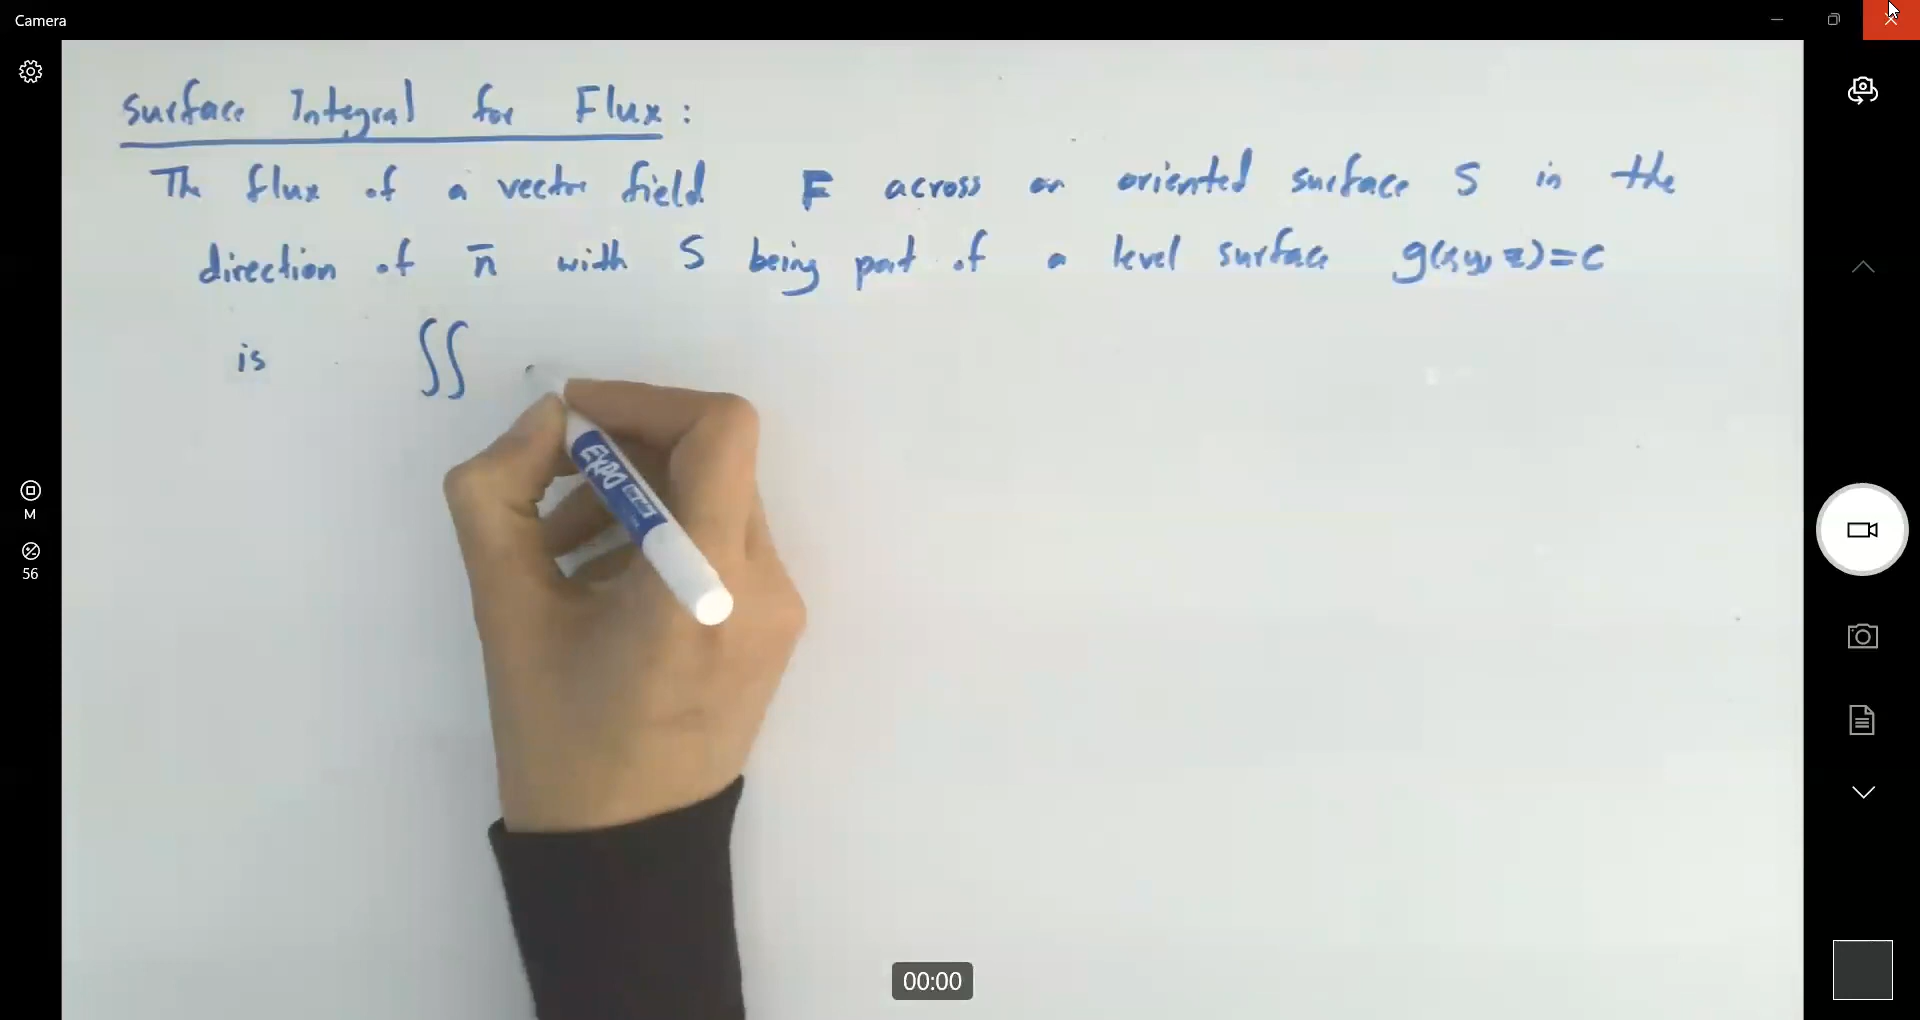 Camera
Surface Integral for Flux:
The flux of a vector field F across an oriented surface S in the
direction of n̅ with S being part of a level surface g(x,y,z)=c
is ∬
EXPO
M
56
00:00